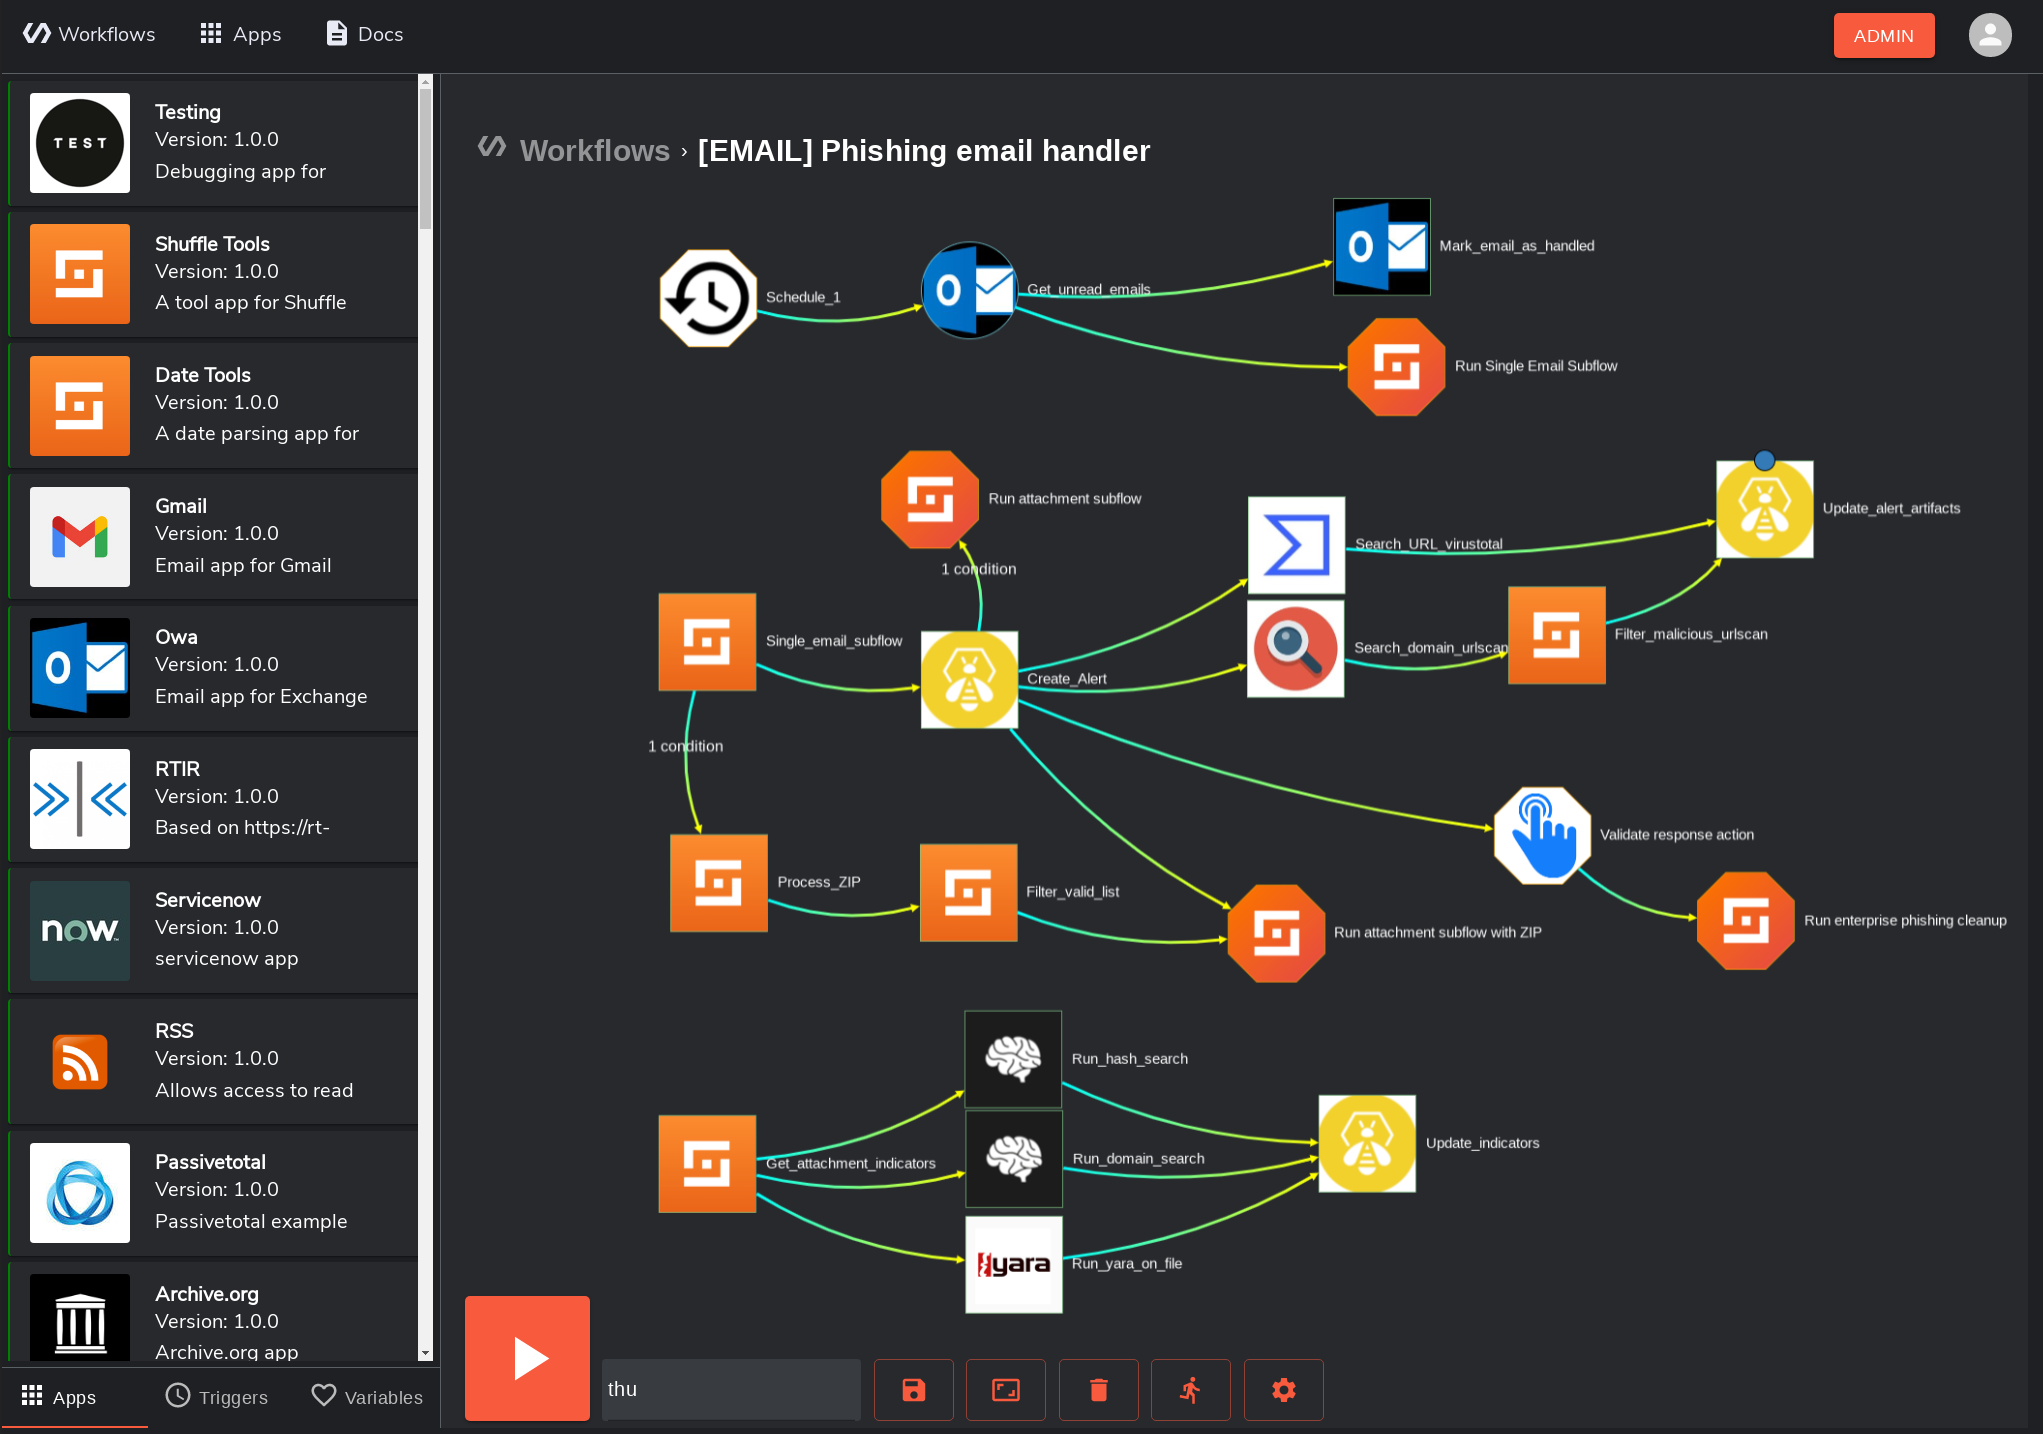 Workflows
Apps
Docs
ADMIN
TEST
Testing
Version: 1.0.0
Debugging app for
Shuffle Tools
Version: 1.0.0
A tool app for Shuffle
Date Tools
Version: 1.0.0
A date parsing app for
Gmail
Version: 1.0.0
Email app for Gmail
Owa
Version: 1.0.0
Email app for Exchange
RTIR
Version: 1.0.0
Based on https://rt-
now
Servicenow
Version: 1.0.0
servicenow app
RSS
Version: 1.0.0
Allows access to read
Passivetotal
Version: 1.0.0
Passivetotal example
Archive.org
Version: 1.0.0
Archive.org app
Apps
Triggers
Variables
Workflows › [EMAIL] Phishing email handler
Schedule_1
Get_unread_emails
Mark_email_as_handled
Run Single Email Subflow
Run attachment subflow
1 condition
Search_URL_virustotal
Update_alert_artifacts
Single_email_subflow
Create_Alert
Search_domain_urlscan
Filter_malicious_urlscan
1 condition
Validate response action
Process_ZIP
Filter_valid_list
Run attachment subflow with ZIP
Run enterprise phishing cleanup
Run_hash_search
Get_attachment_indicators
Run_domain_search
Update_indicators
yara
Run_yara_on_file
thu